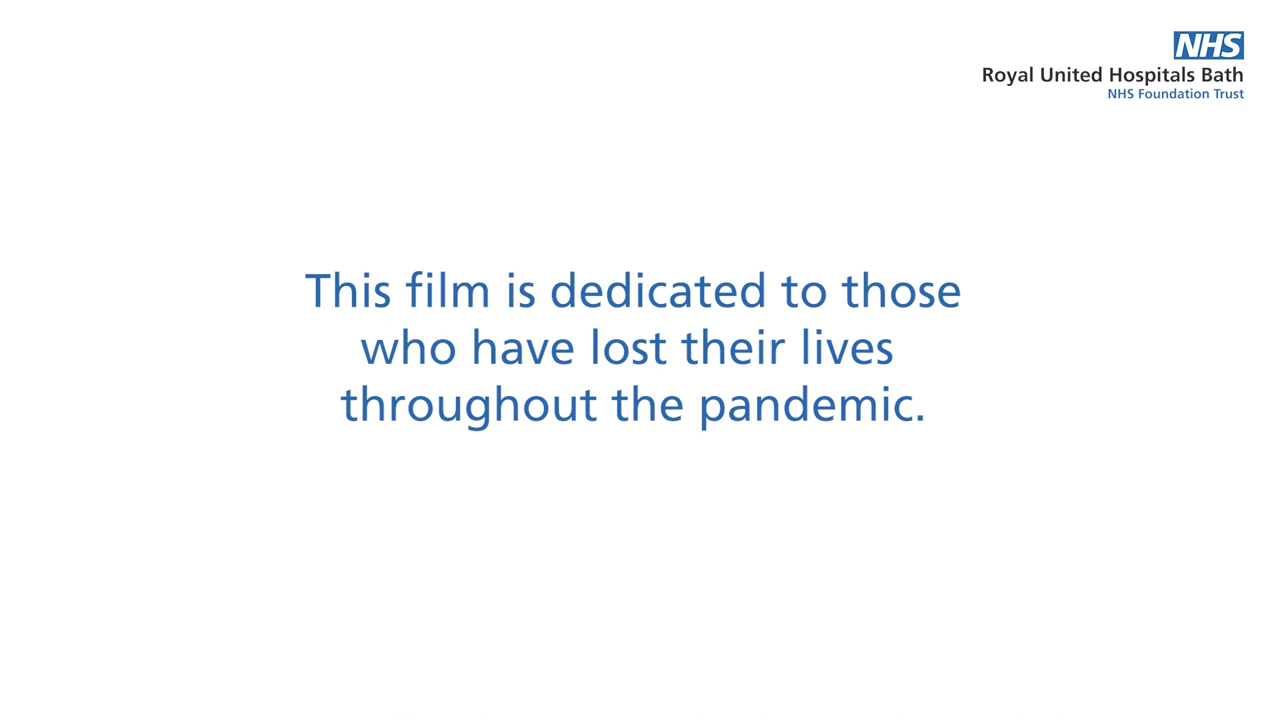 NHS
Royal United Hospitals Bath
NHS Foundation Trust
This film is dedicated to those
who have lost their lives
throughout the pandemic.